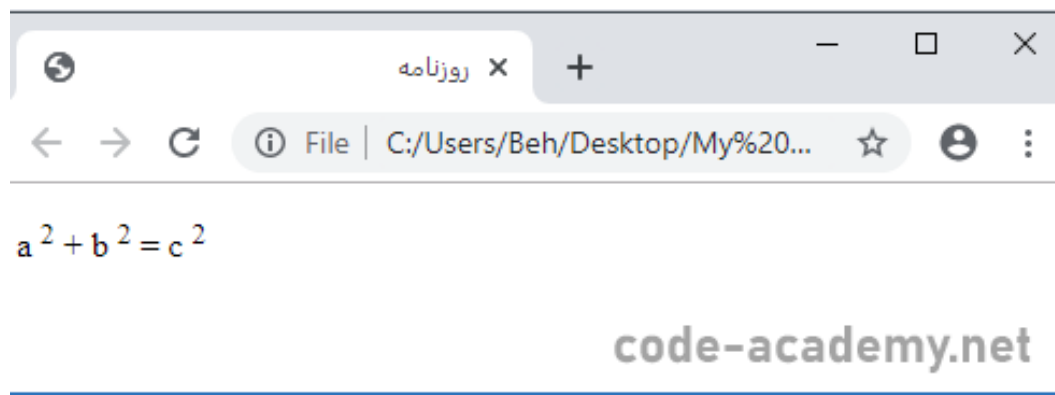 روزنامه
File | C:/Users/Beh/Desktop/My%20...
a ² + b ² = c ²
code-academy.net